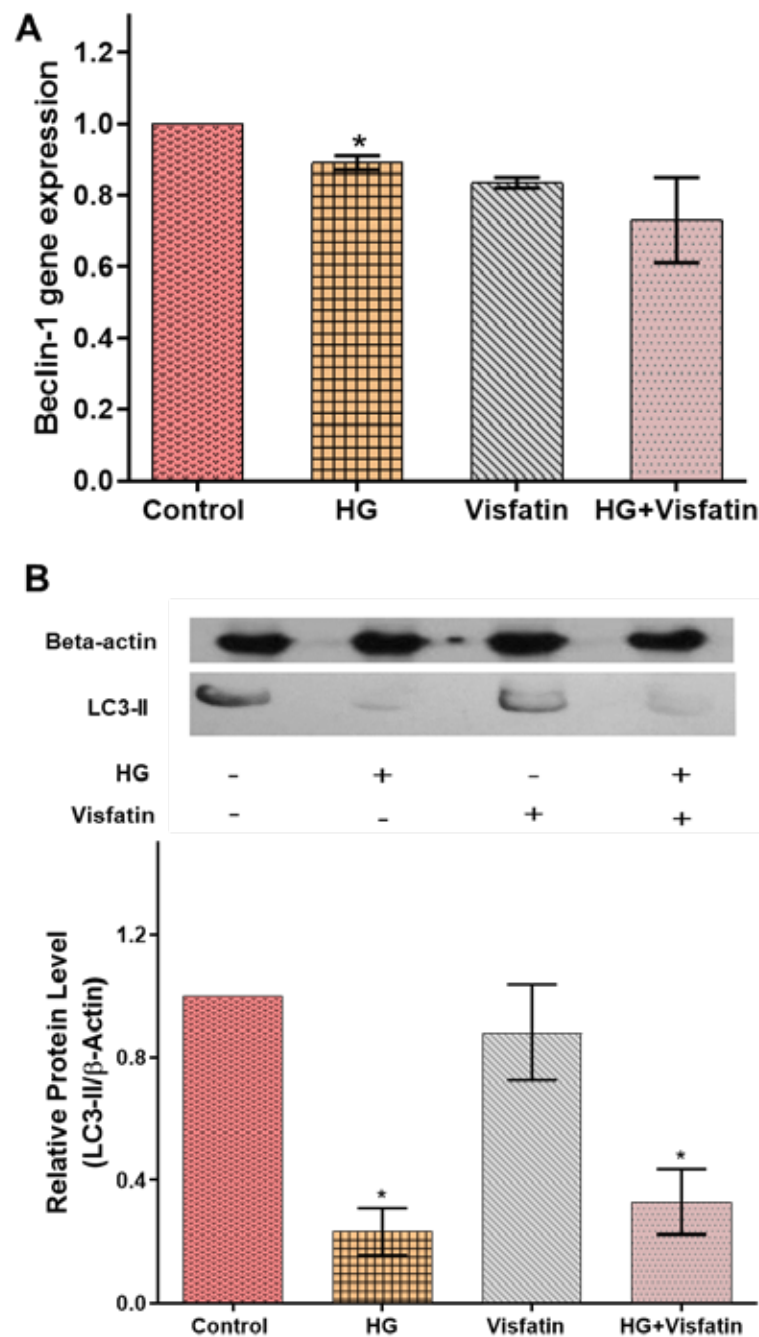 A
Beclin-1 gene expression
1.2
1.0
0.8
0.6
0.4
0.2
0.0
*
Control HG Visfatin HG+Visfatin
B
Beta-actin
LC3-II
HG - + - +
Visfatin - - + +
Relative Protein Level
(LC3-II/β-Actin)
1.2
0.8
0.4
0.0
* *
Control HG Visfatin HG+Visfatin